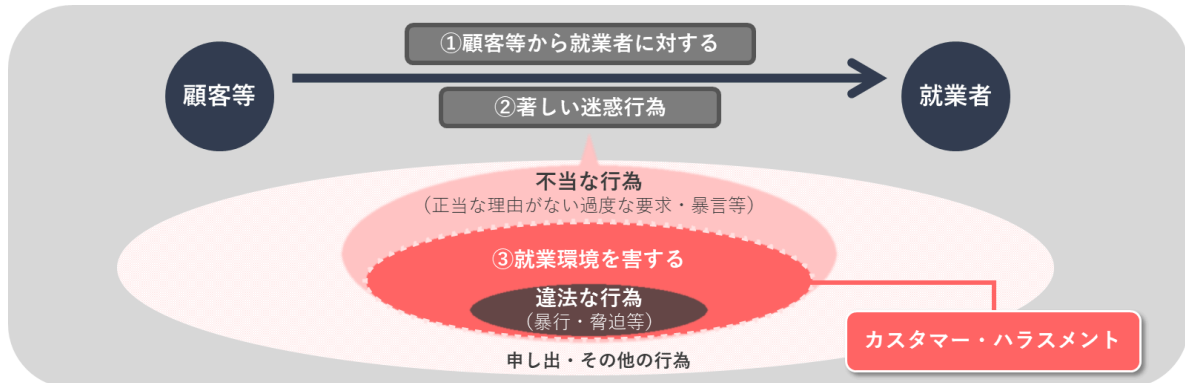 ①顧客等から就業者に対する
顧客等
就業者
②著しい迷惑行為
不当な行為
（正当な理由がない過度な要求・暴言等）
③就業環境を害する
違法な行為
（暴行・脅迫等）
カスタマー・ハラスメント
申し出・その他の行為